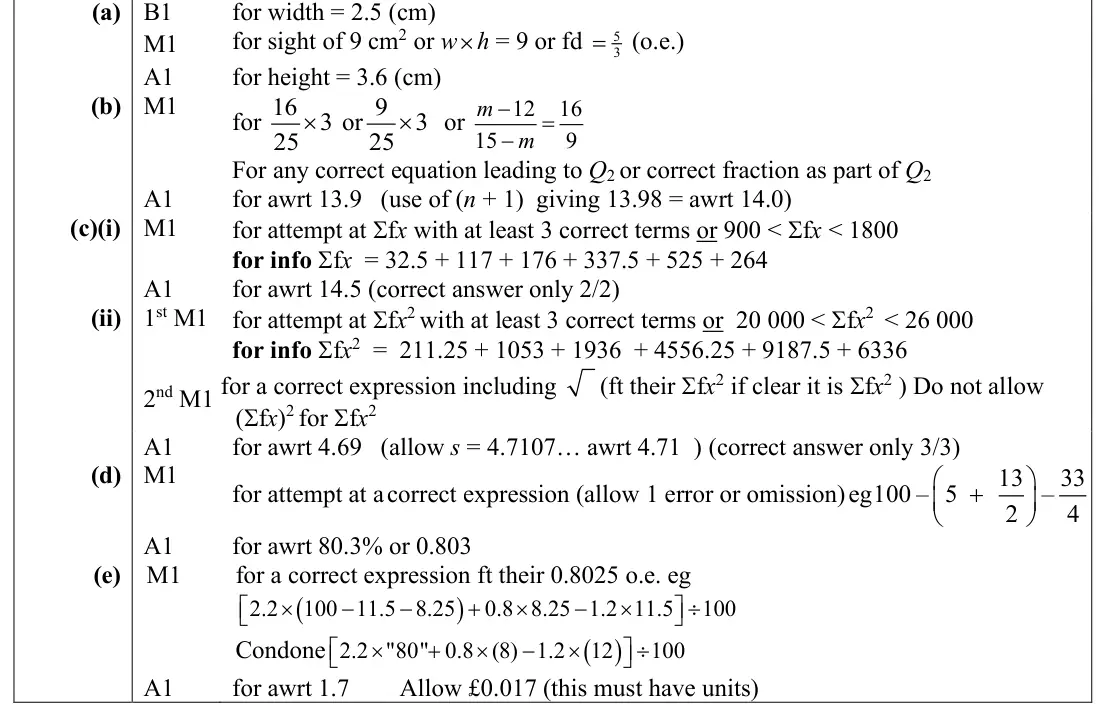 (a) B1 for width = 2.5 (cm)
M1 for sight of 9 cm² or w × h = 9 or fd = 5/3 (o.e.)
A1 for height = 3.6 (cm)
(b) M1 for 16/25 × 3 or 9/25 × 3 or (m − 12)/(15 − m) = 16/9
For any correct equation leading to Q₂ or correct fraction as part of Q₂
A1 for awrt 13.9 (use of (n + 1) giving 13.98 = awrt 14.0)
(c)(i) M1 for attempt at Σfx with at least 3 correct terms or 900 < Σfx < 1800
for info Σfx = 32.5 + 117 + 176 + 337.5 + 525 + 264
A1 for awrt 14.5 (correct answer only 2/2)
(ii) 1st M1 for attempt at Σfx² with at least 3 correct terms or 20 000 < Σfx² < 26 000
for info Σfx² = 211.25 + 1053 + 1936 + 4556.25 + 9187.5 + 6336
2nd M1 for a correct expression including √ (ft their Σfx² if clear it is Σfx² ) Do not allow
(Σfx)² for Σfx²
A1 for awrt 4.69 (allow s = 4.7107… awrt 4.71 ) (correct answer only 3/3)
(d) M1 for attempt at a correct expression (allow 1 error or omission) eg 100 – (5 + 13/2) – 33/4
A1 for awrt 80.3% or 0.803
(e) M1 for a correct expression ft their 0.8025 o.e. eg
[2.2×(100−11.5−8.25)+0.8×8.25−1.2×11.5]÷100
Condone [2.2×"80"+0.8×(8)−1.2×(12)]÷100
A1 for awrt 1.7 Allow £0.017 (this must have units)